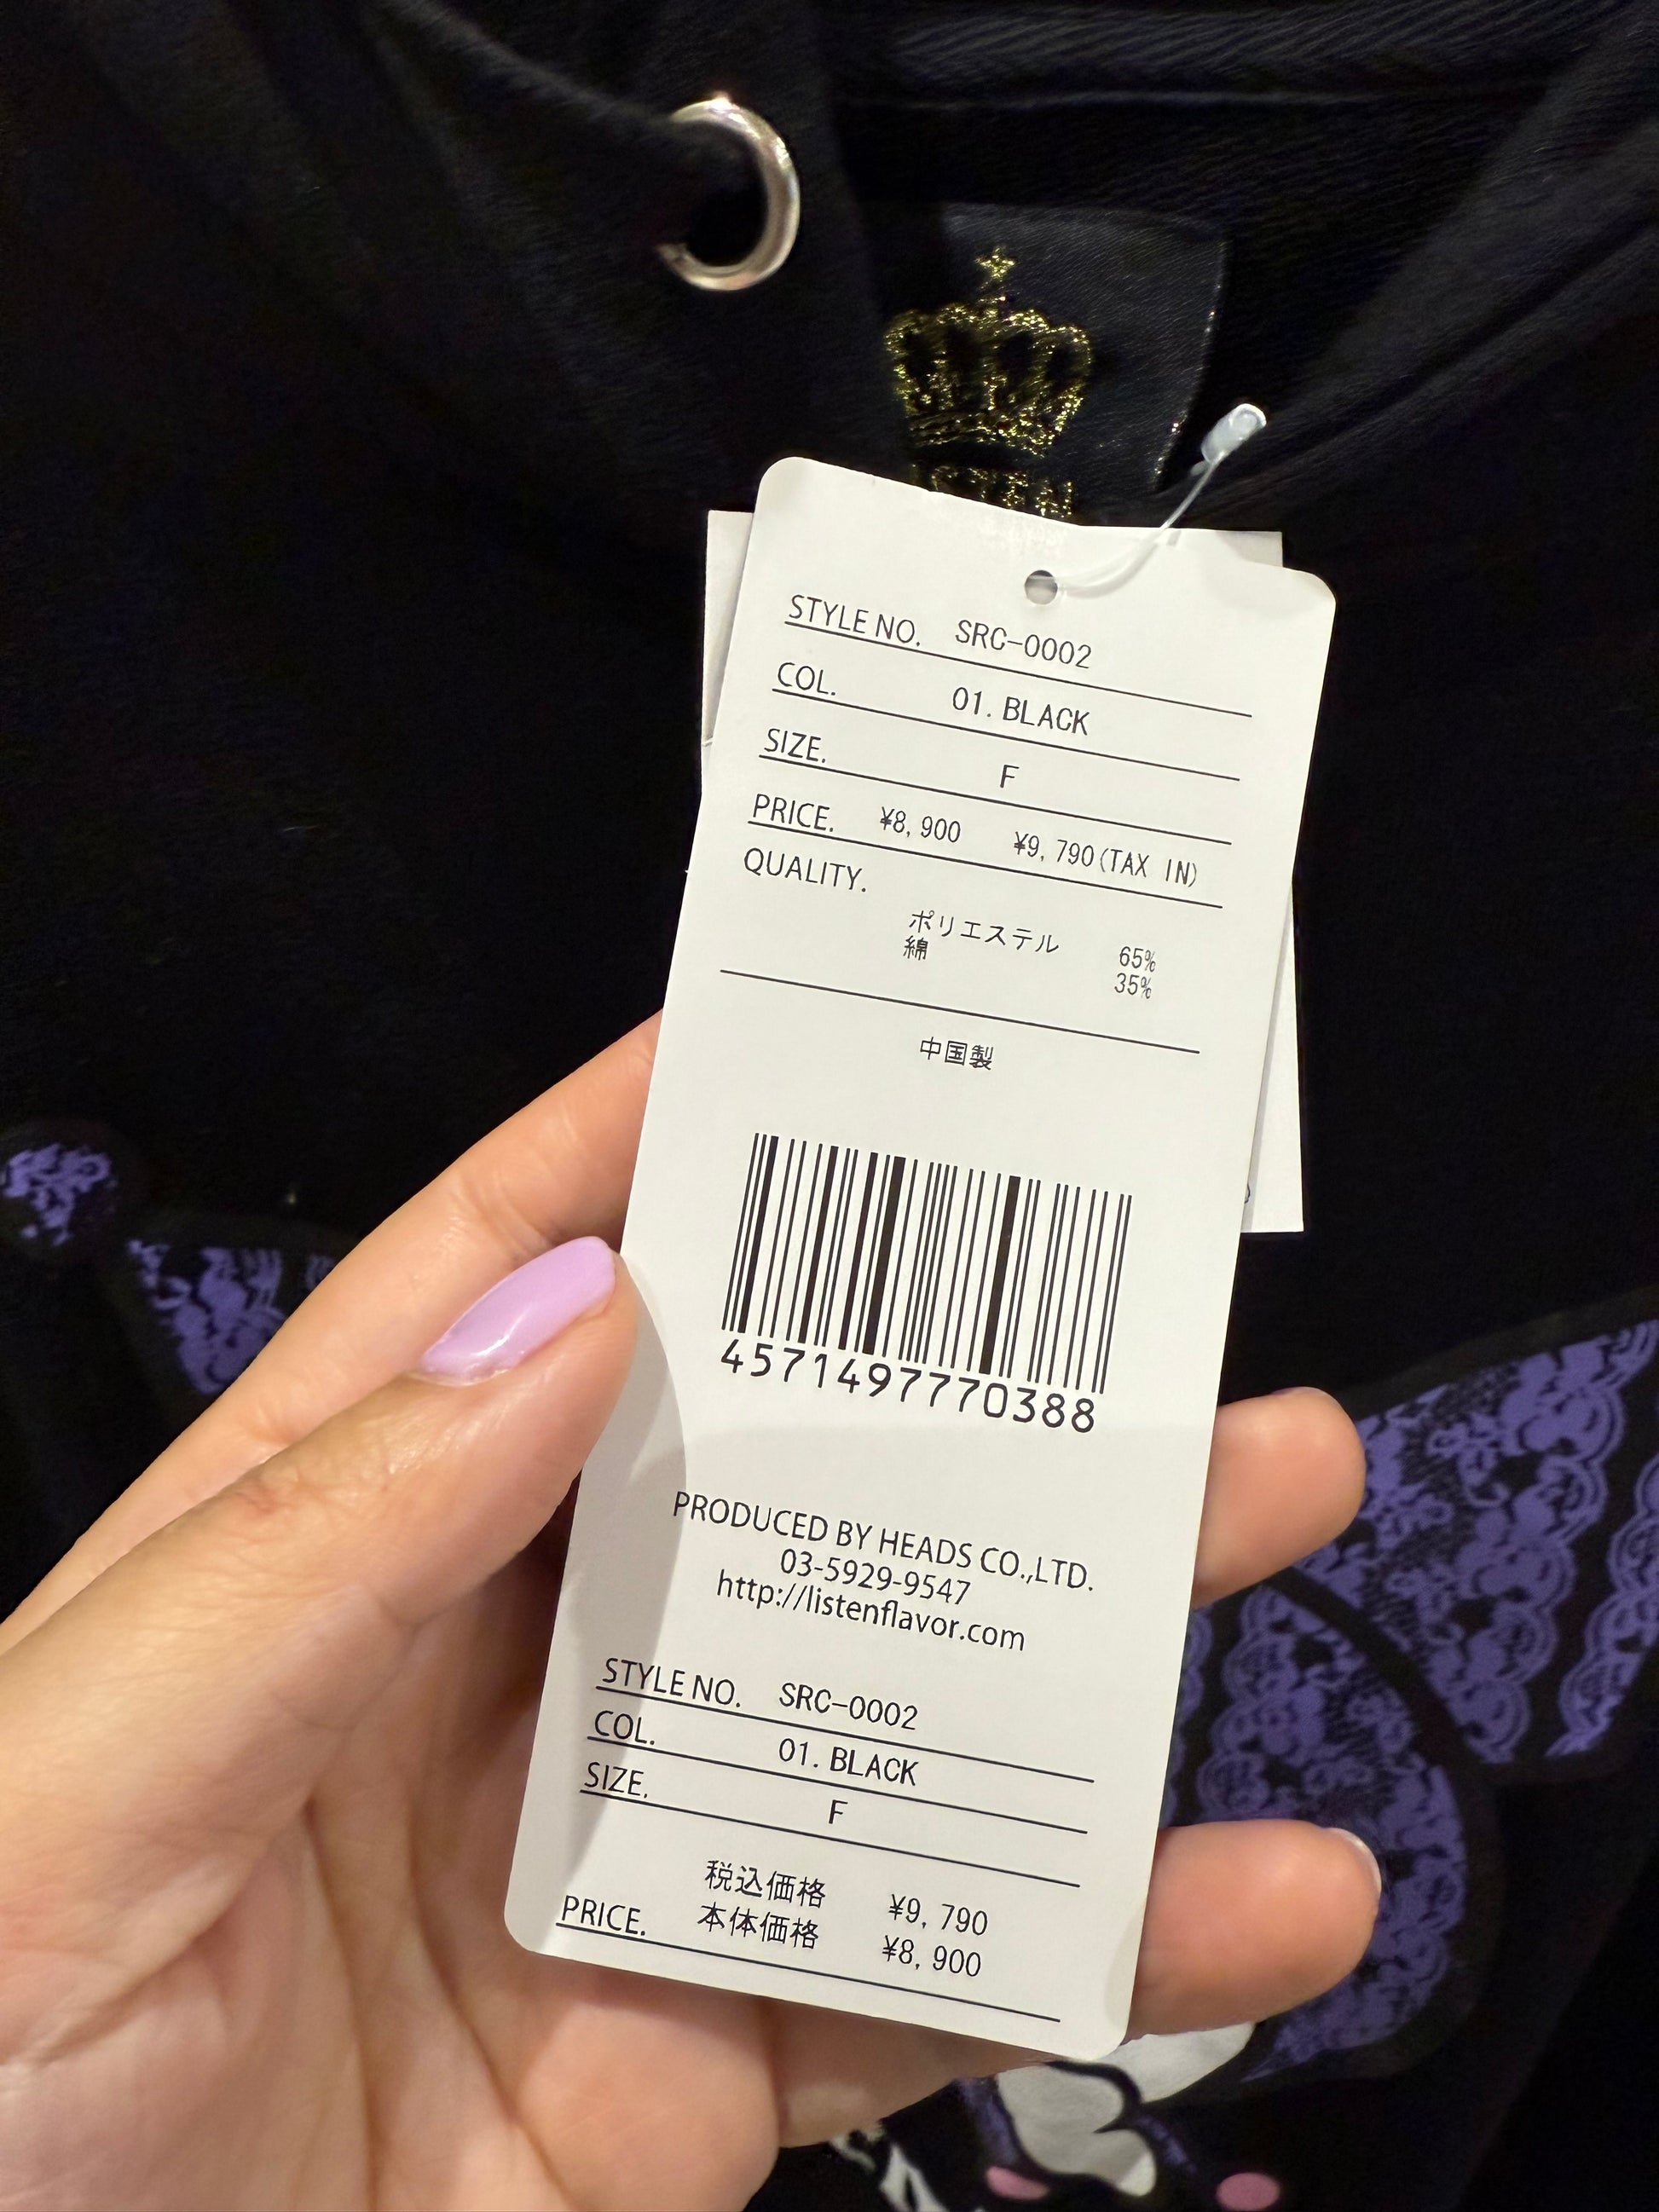 STYLE NO. SRC-0002
COL. 01. BLACK
SIZE. F
PRICE. ¥8,900 ¥9,790(TAX IN)
QUALITY.
ポリエステル 65%
綿 35%
中国製
4571497770388
PRODUCED BY HEADS CO.,LTD.
03-5929-9547
http://listenflavor.com
STYLE NO. SRC-0002
COL. 01. BLACK
SIZE. F
税込価格 ¥9,790
PRICE. 本体価格 ¥8,900